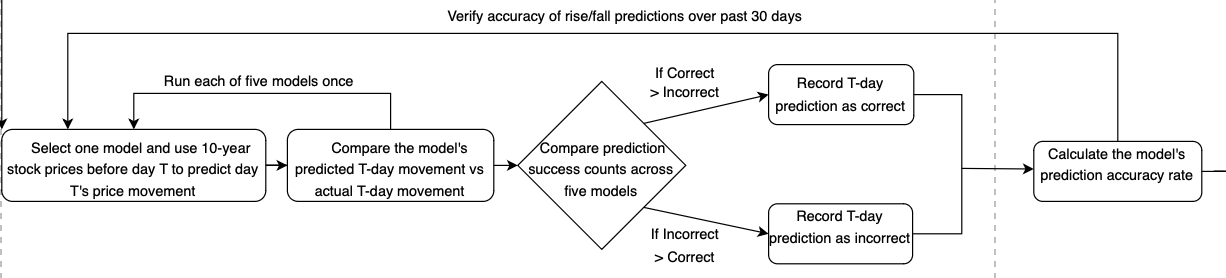 Verify accuracy of rise/fall predictions over past 30 days
Run each of five models once
Select one model and use 10-year
stock prices before day T to predict day
T's price movement
Compare the model's
predicted T-day movement vs
actual T-day movement
Compare prediction
success counts across
five models
If Correct
> Incorrect
Record T-day
prediction as correct
If Incorrect
> Correct
Record T-day
prediction as incorrect
Calculate the model's
prediction accuracy rate